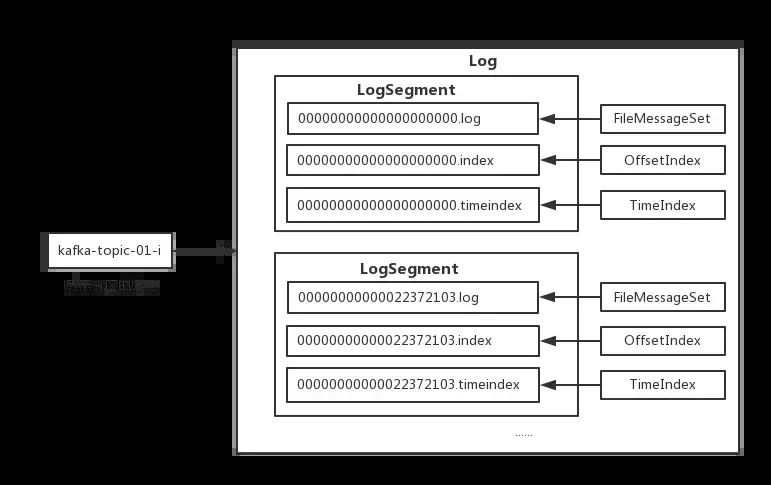 Log
LogSegment
00000000000000000000.log
FileMessageSet
00000000000000000000.index
OffsetIndex
00000000000000000000.timeindex
TimeIndex
kafka-topic-01-i
LogSegment
00000000000022372103.log
FileMessageSet
00000000000022372103.index
OffsetIndex
00000000000022372103.timeindex
TimeIndex
......